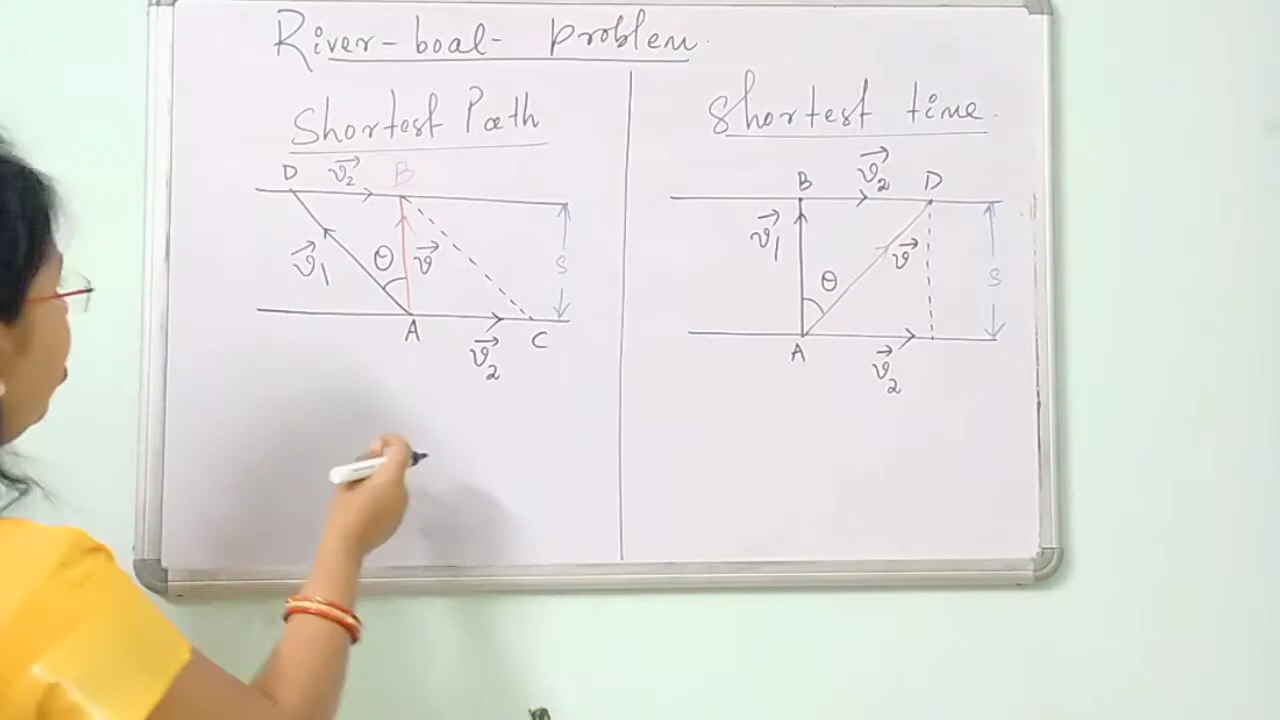 River-boat problem.
Shortest Path
D v⃗₂ B
v⃗₁ θ v⃗ s
A v⃗₂ C
Shortest time.
B v⃗₂ D
v⃗₁ θ v⃗ s
A v⃗₂